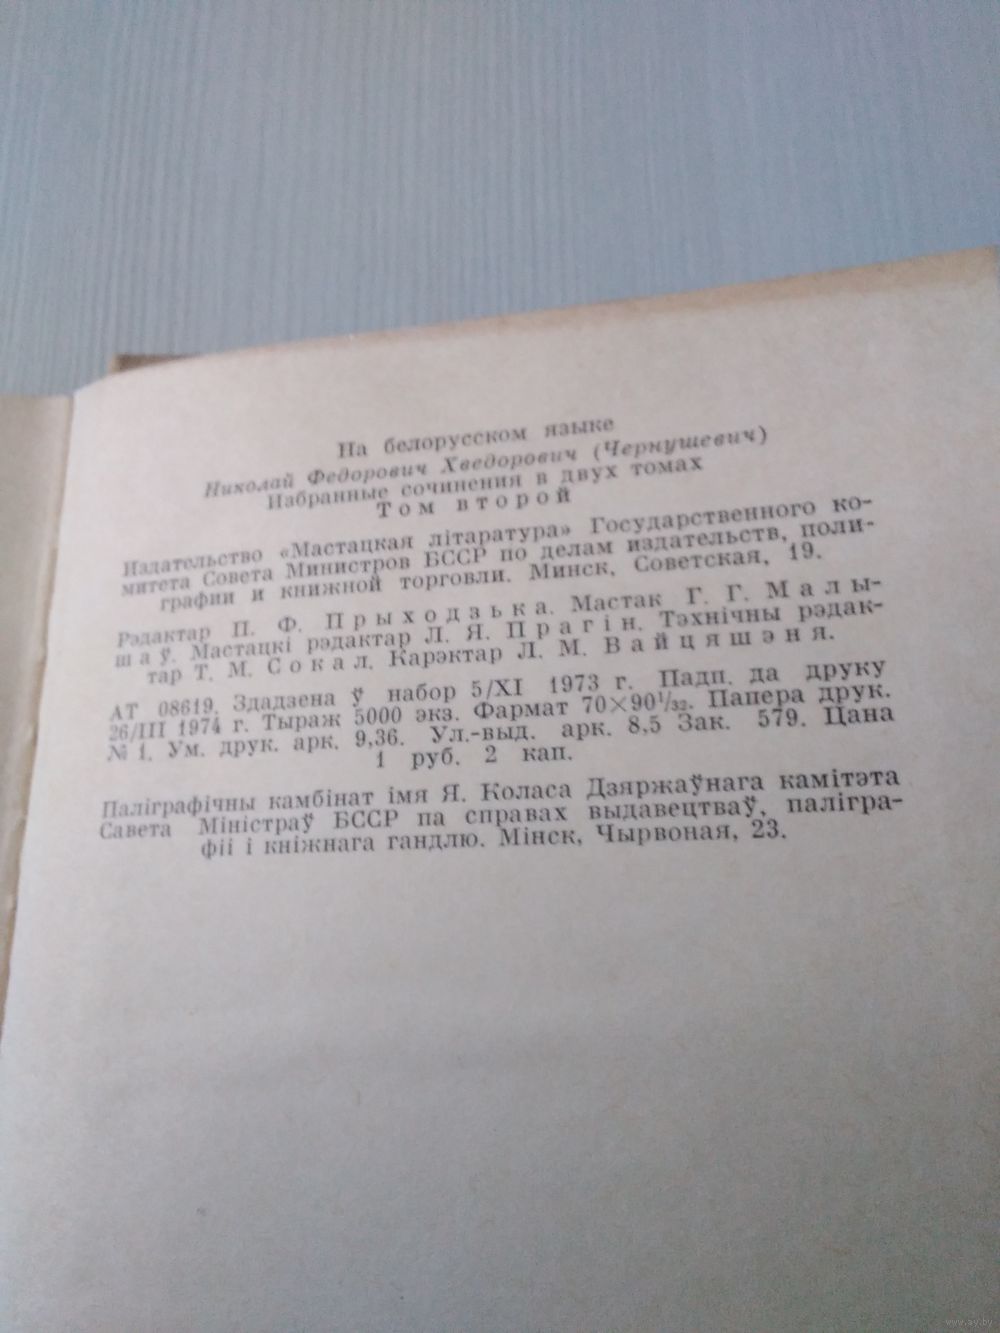 На белорусском языке
Николай Федорович Хведорович (Чернушевич)
Избранные сочинения в двух томах
Том второй
Издательство «Мастацкая літаратура» Государственного ко-
митета Совета Министров БССР по делам издательств, поли-
графии и книжной торговли. Минск, Советская, 19.
Рэдактар П. Ф. Прыходзька. Мастак Г. Г. Малы-
шаў. Мастацкі рэдактар Л. Я. Прагін. Тэхнічны рэдак-
тар Т. М. Сокал. Карэктар Л. М. Вайцяшэня.
АТ 08619. Здадзена ў набор 5/XI 1973 г. Падп. да друку
26/III 1974 г. Тыраж 5000 экз. Фармат 70×90¹/₃₂. Папера друк.
№ 1. Ум. друк. арк. 9,36. Ул.-выд. арк. 8,5 Зак. 579. Цана
1 руб. 2 кап.
Паліграфічны камбінат імя Я. Коласа Дзяржаўнага камітэта
Савета Міністраў БССР па справах выдавецтваў, палігра-
фіі і кніжнага гандлю. Мінск, Чырвоная, 23.
www.ay.by